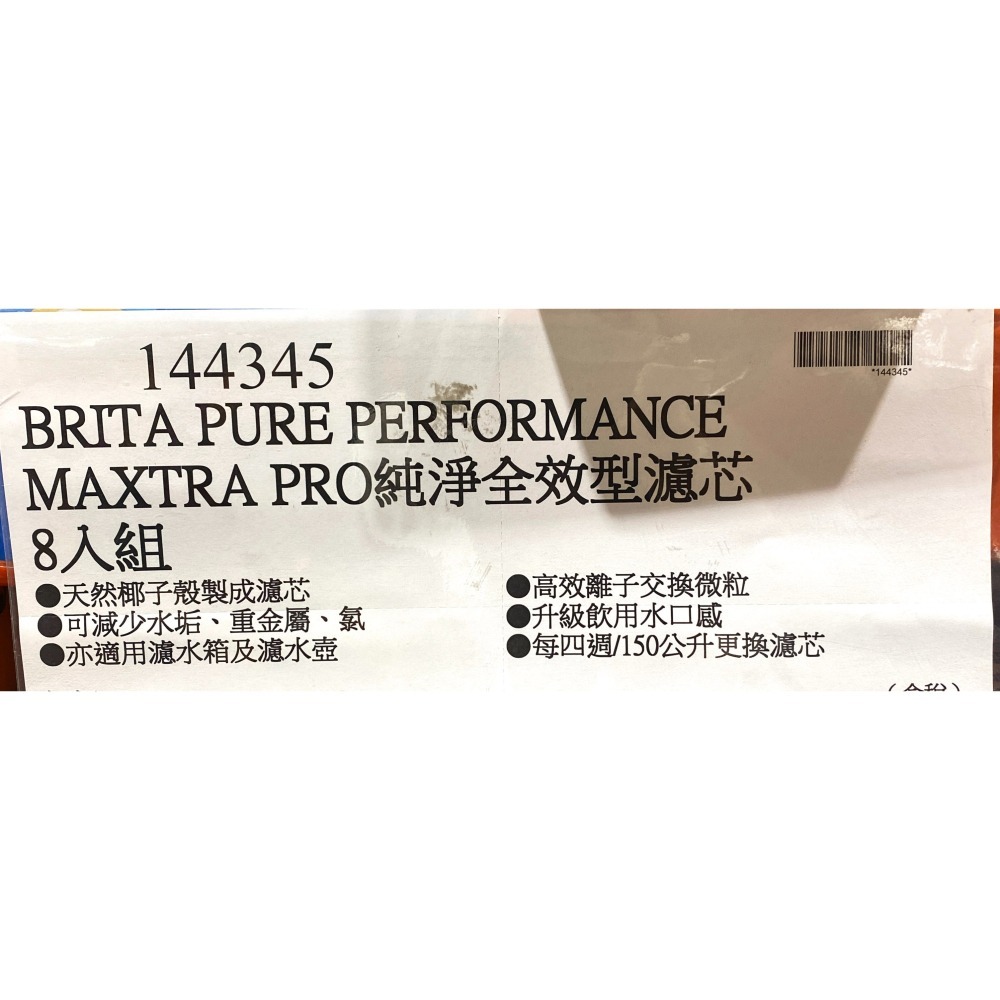 144345
*144345*
BRITA PURE PERFORMANCE
MAXTRA PRO純淨全效型濾芯
8入組
●天然椰子殼製成濾芯
●可減少水垢、重金屬、氯
●亦適用濾水箱及濾水壺
●高效離子交換微粒
●升級飲用水口感
●每四週/150公升更換濾芯